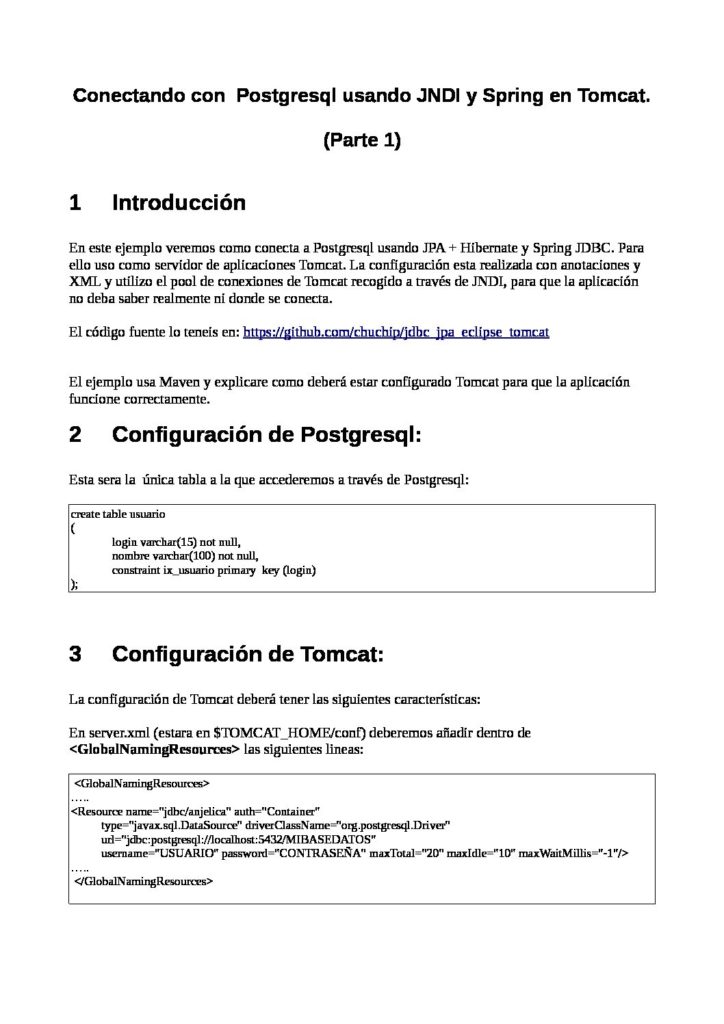 Conectando con  Postgresql usando JNDI y Spring en Tomcat.
(Parte 1)
1 Introducción
En este ejemplo veremos como conecta a Postgresql usando JPA + Hibernate y Spring JDBC. Para
ello uso como servidor de aplicaciones Tomcat. La configuración esta realizada con anotaciones y
XML y utilizo el pool de conexiones de Tomcat recogido a través de JNDI, para que la aplicación
no deba saber realmente ni donde se conecta.
El código fuente lo teneis en: https://github.com/chuchip/jdbc_jpa_eclipse_tomcat
El ejemplo usa Maven y explicare como deberá estar configurado Tomcat para que la aplicación
funcione correctamente.
2 Configuración de Postgresql:
Esta sera la  única tabla a la que accederemos a través de Postgresql:
create table usuario
(
login varchar(15) not null,
nombre varchar(100) not null,
constraint ix_usuario primary  key (login)
);
3 Configuración de Tomcat:
La configuración de Tomcat deberá tener las siguientes características:
En server.xml (estara en $TOMCAT_HOME/conf) deberemos añadir dentro de
<GlobalNamingResources> las siguientes lineas:
<GlobalNamingResources>
.....
<Resource name="jdbc/anjelica" auth="Container"
type="javax.sql.DataSource" driverClassName="org.postgresql.Driver"
url="jdbc:postgresql://localhost:5432/MIBASEDATOS"
username="USUARIO" password="CONTRASEÑA" maxTotal="20" maxIdle="10" maxWaitMillis="-1"/>
.....
</GlobalNamingResources>